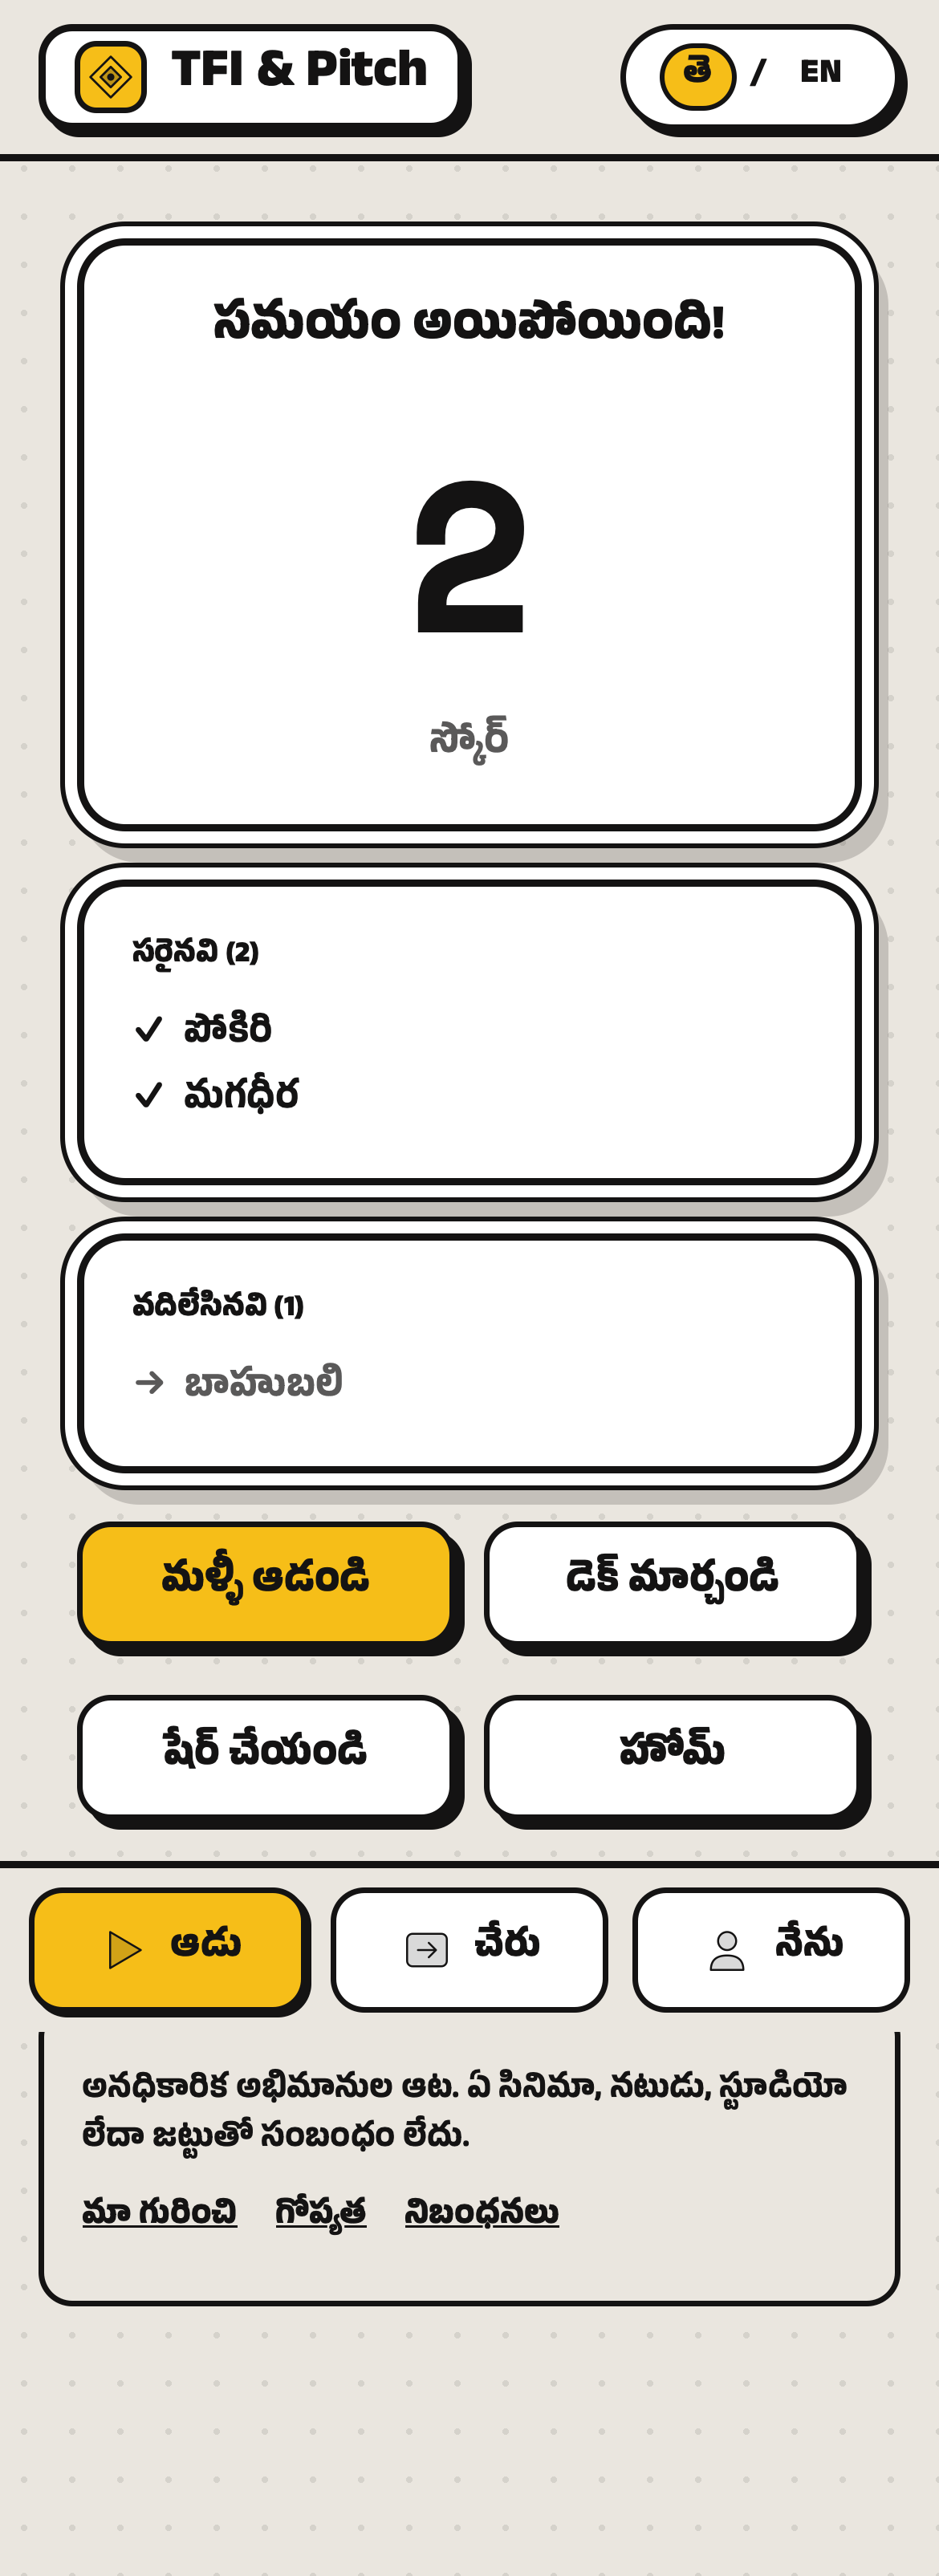 TFI & Pitch
తె / EN
సమయం అయిపోయింది!
2
స్కోర్
సరైనవి (2)
పోకిరి
మగధీర
వదిలేసినవి (1)
బాహుబలి
మళ్ళీ ఆడండి
డెక్ మార్చండి
షేర్ చేయండి
హోమ్
ఆడు
చేరు
నేను
అనధికారిక అభిమానుల ఆట. ఏ సినిమా, నటుడు, స్టూడియో
లేదా జట్టుతో సంబంధం లేదు.
మా గురించి గోప్యత నిబంధనలు